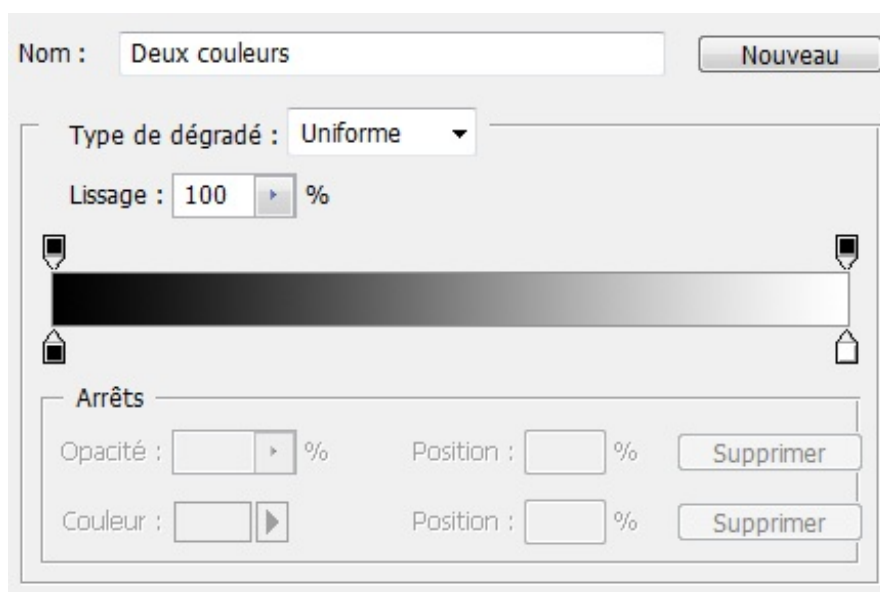 Nom : Deux couleurs Nouveau
Type de dégradé : Uniforme
Lissage : 100 %
Arrêts
Opacité : % Position : % Supprimer
Couleur : Position : % Supprimer